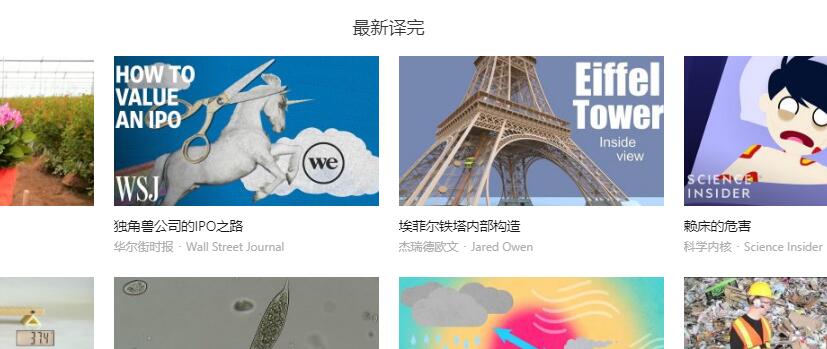 最新译完
HOW TO
VALUE
AN IPO
we
WSJ
Eiffel
Tower
Inside
view
SCIENCE
INSIDER
独角兽公司的IPO之路
埃菲尔铁塔内部构造
赖床的危害
华尔街时报 · Wall Street Journal
杰瑞德欧文 · Jared Owen
科学内核 · Science Insider
374